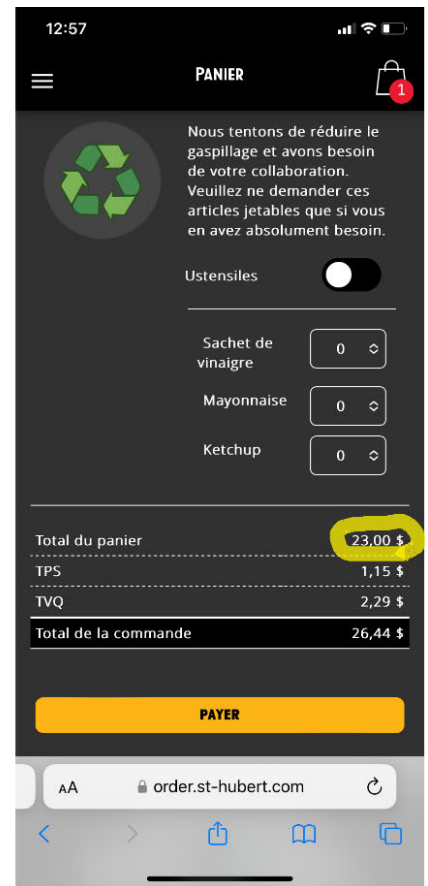 12:57
PANIER
1
Nous tentons de réduire le
gaspillage et avons besoin
de votre collaboration.
Veuillez ne demander ces
articles jetables que si vous
en avez absolument besoin.
Ustensiles
Sachet de
vinaigre
0
Mayonnaise
0
Ketchup
0
Total du panier 23,00 $
TPS 1,15 $
TVQ 2,29 $
Total de la commande 26,44 $
PAYER
AA order.st-hubert.com